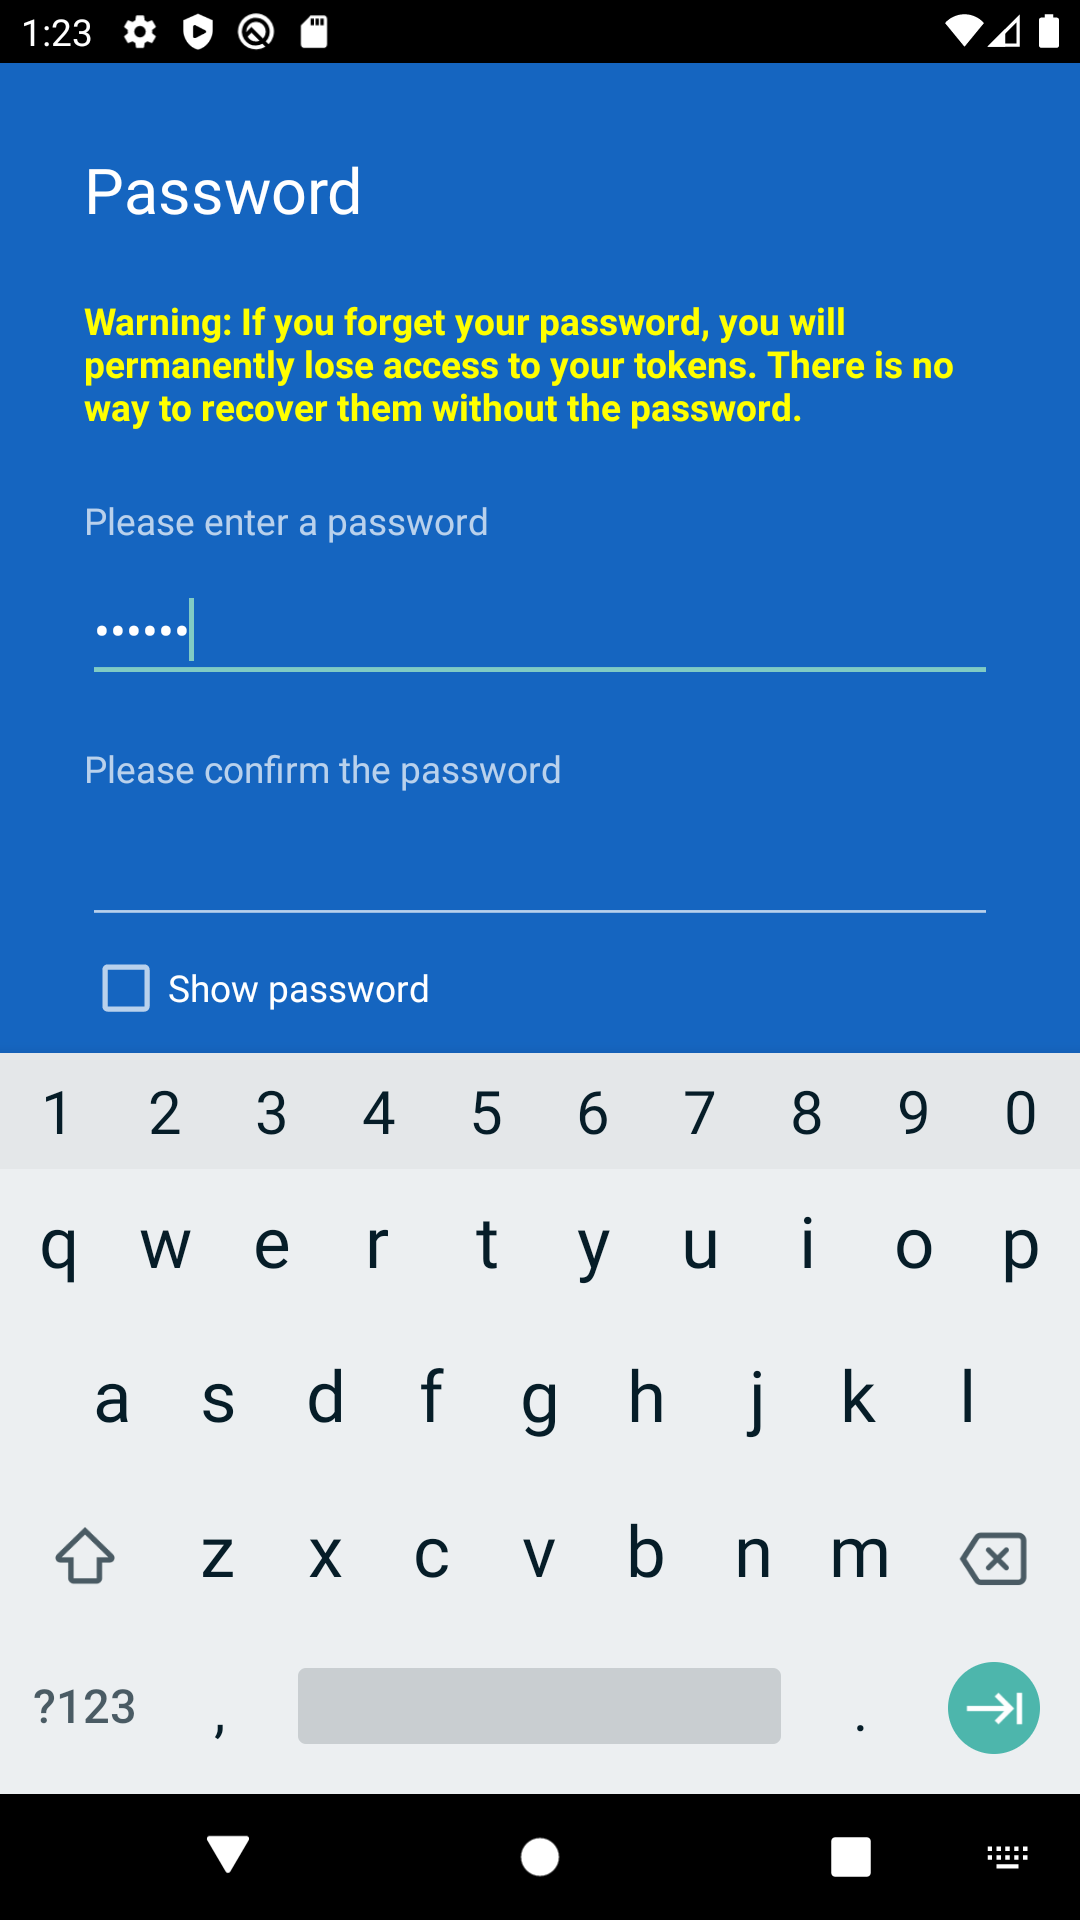 1:23
Password
Warning: If you forget your password, you will
permanently lose access to your tokens. There is no
way to recover them without the password.
Please enter a password
••••••
Please confirm the password
Show password
1 2 3 4 5 6 7 8 9 0
q w e r t y u i o p
a s d f g h j k l
z x c v b n m
?123 , .